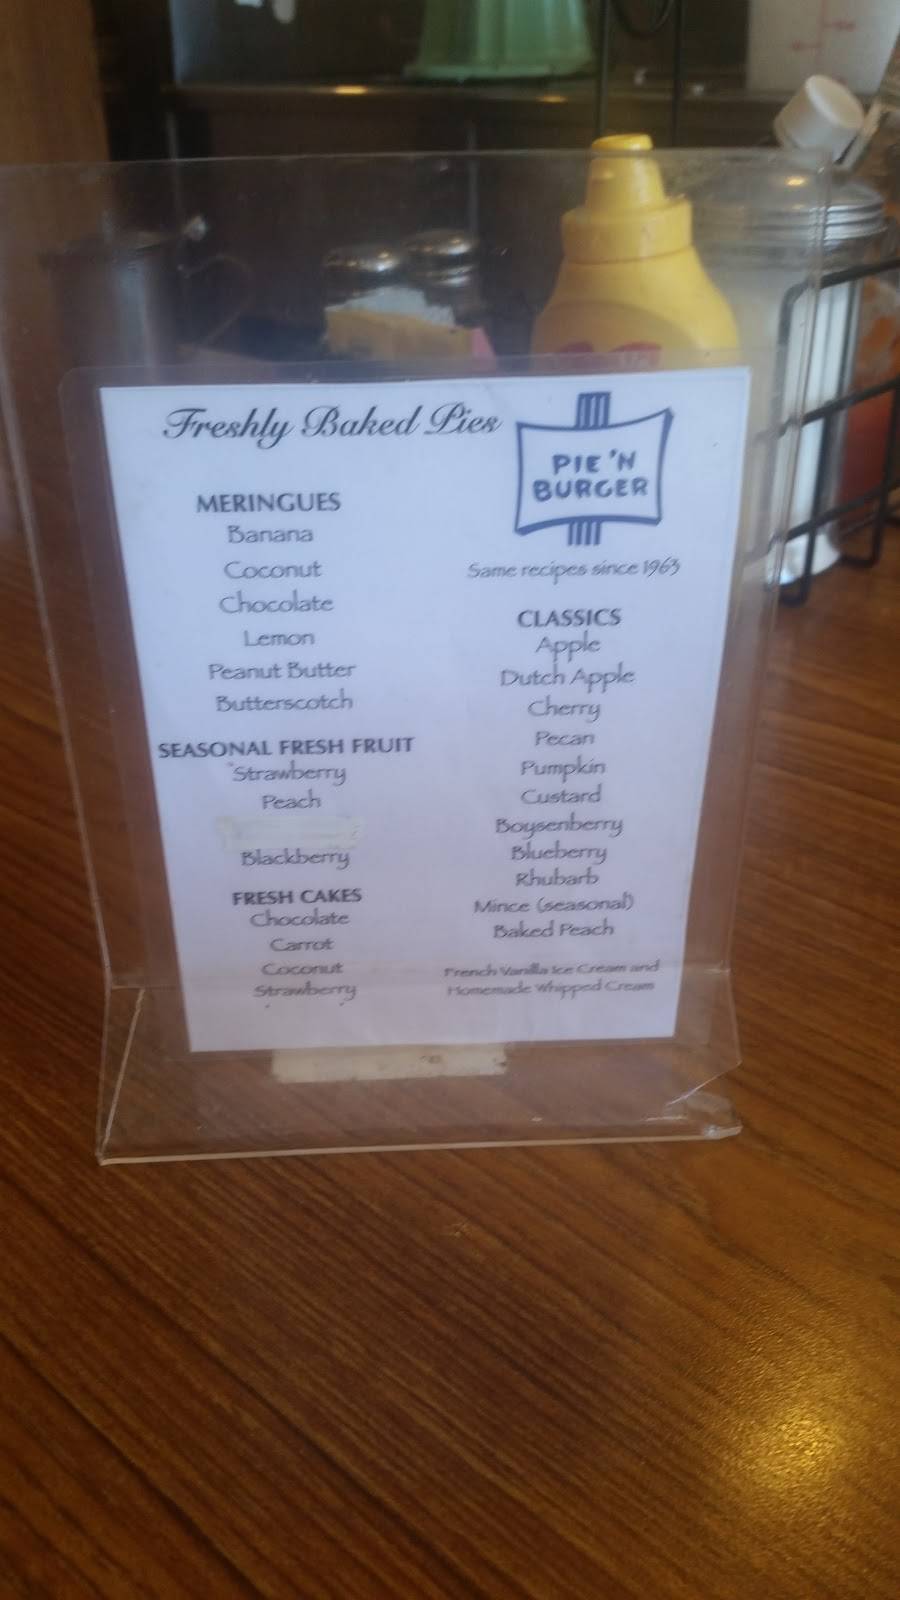 Freshly Baked Pies
PIE 'N
BURGER
Same recipes since 1963
MERINGUES
Banana
Coconut
Chocolate
Lemon
Peanut Butter
Butterscotch
SEASONAL FRESH FRUIT
Strawberry
Peach
Blackberry
FRESH CAKES
Chocolate
Carrot
Coconut
Strawberry
CLASSICS
Apple
Dutch Apple
Cherry
Pecan
Pumpkin
Custard
Boysenberry
Blueberry
Rhubarb
Mince (seasonal)
Baked Peach
French Vanilla Ice Cream and
Homemade Whipped Cream